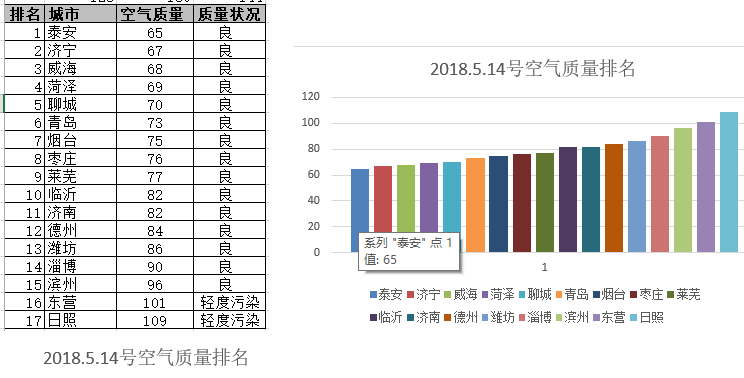 排名 城市 空气质量 质量状况
1 泰安 65 良
2 济宁 67 良
3 威海 68 良
4 菏泽 69 良
5 聊城 70 良
6 青岛 73 良
7 烟台 75 良
8 枣庄 76 良
9 莱芜 77 良
10 临沂 82 良
11 济南 82 良
12 德州 84 良
13 潍坊 86 良
14 淄博 90 良
15 滨州 96 良
16 东营 101 轻度污染
17 日照 109 轻度污染
2018.5.14号空气质量排名
2018.5.14号空气质量排名
120
100
80
60
40
20
0
系列 "泰安" 点 1
值: 65
1
泰安 济宁 威海 菏泽 聊城 青岛 烟台 枣庄 莱芜
临沂 济南 德州 潍坊 淄博 滨州 东营 日照